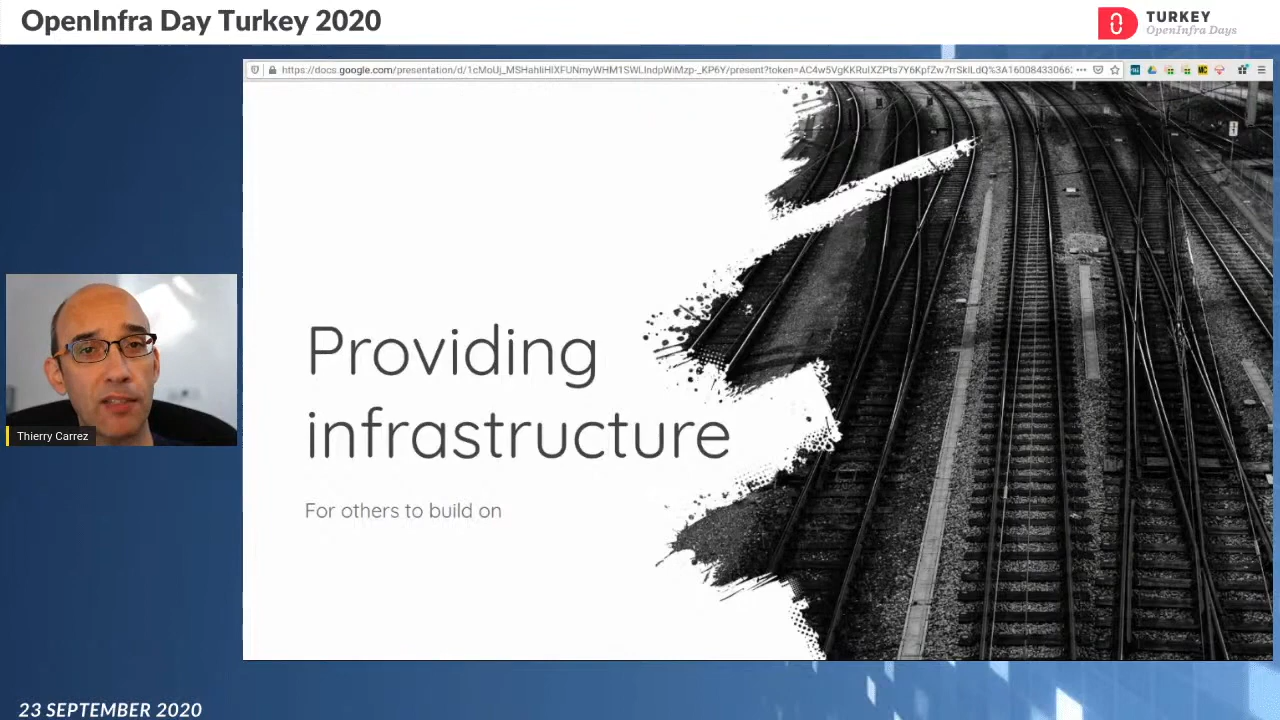 OpenInfra Day Turkey 2020
TURKEY
OpenInfra Days
Providing
infrastructure
For others to build on
Thierry Carrez
23 SEPTEMBER 2020